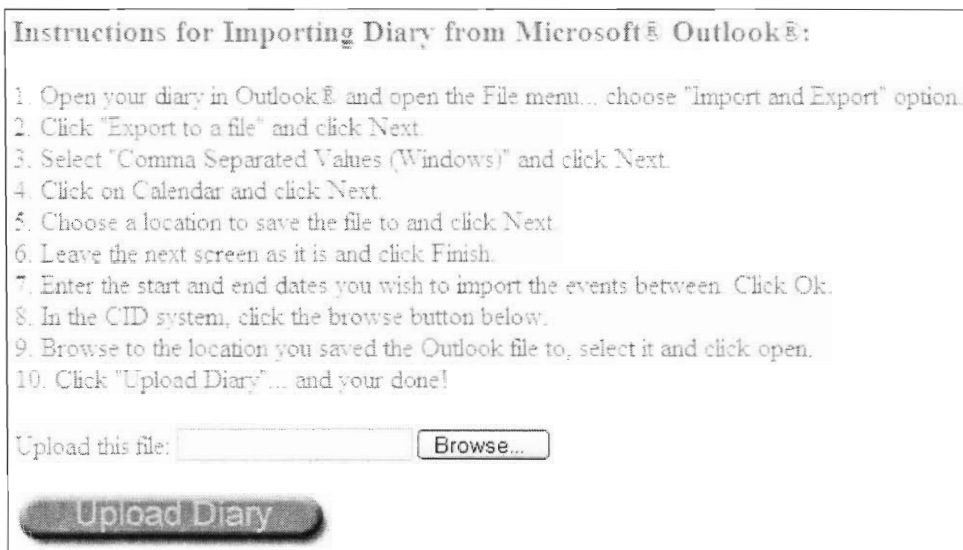 Instructions for Importing Diary from Microsoft® Outlook®:
1. Open your diary in Outlook® and open the File menu... choose "Import and Export" option.
2. Click "Export to a file" and click Next.
3. Select "Comma Separated Values (Windows)" and click Next.
4. Click on Calendar and click Next.
5. Choose a location to save the file to and click Next.
6. Leave the next screen as it is and click Finish.
7. Enter the start and end dates you wish to import the events between. Click Ok.
8. In the CID system, click the browse button below.
9. Browse to the location you saved the Outlook file to, select it and click open.
10. Click "Upload Diary"... and your done!
Upload this file: Browse...
Upload Diary